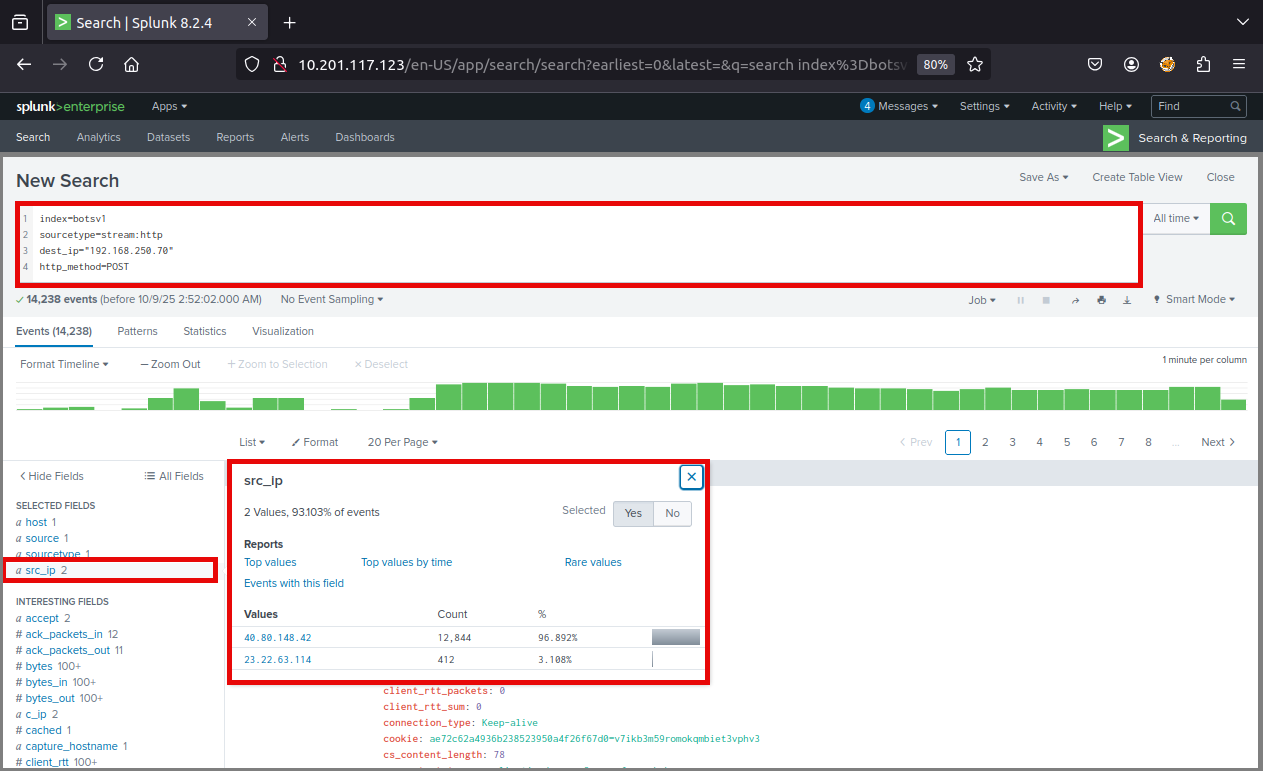 Search | Splunk 8.2.4
10.201.117.123/en-US/app/search/search?earliest=0&latest=&q=search index%3Dbotsv
80%
splunk>enterprise Apps
4 Messages Settings Activity Help Find
Search Analytics Datasets Reports Alerts Dashboards
Search & Reporting
New Search
Save As Create Table View Close
1 index=botsv1
2 sourcetype=stream:http
3 dest_ip="192.168.250.70"
4 http_method=POST
All time
14,238 events (before 10/9/25 2:52:02.000 AM) No Event Sampling
Job Smart Mode
Events (14,238) Patterns Statistics Visualization
Format Timeline — Zoom Out + Zoom to Selection × Deselect
1 minute per column
List Format 20 Per Page
< Prev 1 2 3 4 5 6 7 8 ... Next >
< Hide Fields All Fields
SELECTED FIELDS
a host 1
a source 1
a sourcetype 1
a src_ip 2
INTERESTING FIELDS
a accept 2
# ack_packets_in 12
# ack_packets_out 11
# bytes 100+
# bytes_in 100+
# bytes_out 100+
a c_ip 2
# cached 1
a capture_hostname 1
# client_rtt 100+
src_ip
2 Values, 93.103% of events
Selected Yes No
Reports
Top values Top values by time Rare values
Events with this field
Values Count %
40.80.148.42 12,844 96.892%
23.22.63.114 412 3.108%
client_rtt_packets: 0
client_rtt_sum: 0
connection_type: Keep-alive
cookie: ae72c62a4936b238523950a4f26f67d0=v7ikb3m59romokqmbiet3vphv3
cs_content_length: 78